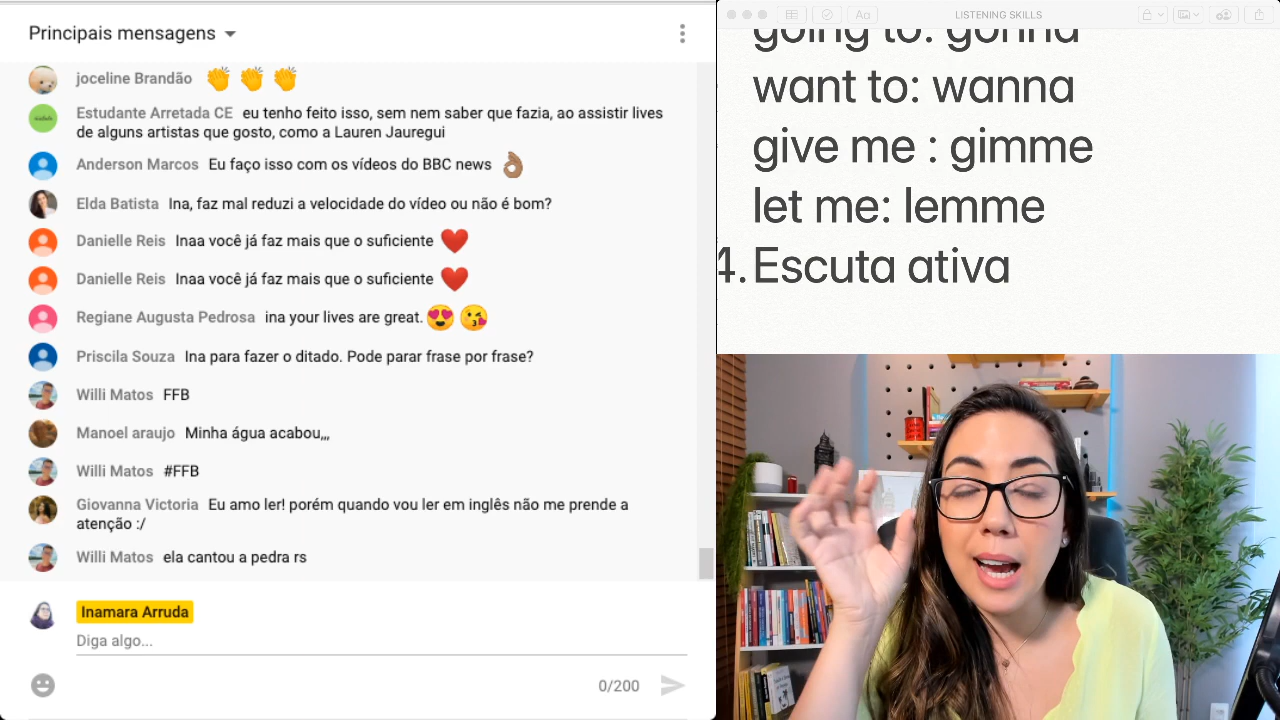 Principais mensagens
joceline Brandão 👏 👏 👏
Estudante Arretada CE eu tenho feito isso, sem nem saber que fazia, ao assistir lives
de alguns artistas que gosto, como a Lauren Jauregui
Anderson Marcos Eu faço isso com os vídeos do BBC news 👌🏽
Elda Batista Ina, faz mal reduzi a velocidade do vídeo ou não é bom?
Danielle Reis Inaa você já faz mais que o suficiente ❤️
Danielle Reis Inaa você já faz mais que o suficiente ❤️
Regiane Augusta Pedrosa ina your lives are great. 😍 😘
Priscila Souza Ina para fazer o ditado. Pode parar frase por frase?
Willi Matos FFB
Manoel araujo Minha água acabou,,,
Willi Matos #FFB
Giovanna Victoria Eu amo ler! porém quando vou ler em inglês não me prende a
atenção :/
Willi Matos ela cantou a pedra rs
Inamara Arruda
Diga algo...
0/200
Aa
LISTENING SKILLS
going to: gonna
want to: wanna
give me : gimme
let me: lemme
4. Escuta ativa